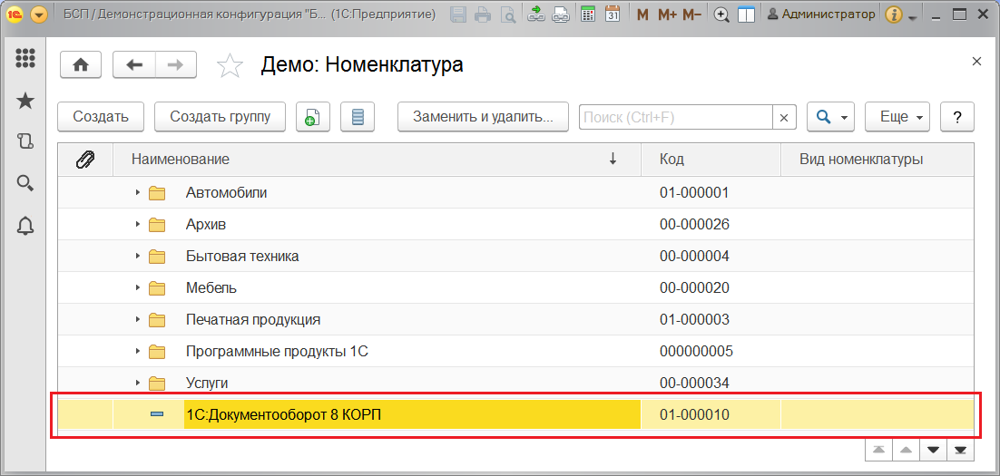 БСП / Демонстрационная конфигурация "Б... (1С:Предприятие) 31 M M+ M− Администратор
Демо: Номенклатура
Создать Создать группу Заменить и удалить... Поиск (Ctrl+F) Еще ?
Наименование Код Вид номенклатуры
Автомобили 01-000001
Архив 00-000026
Бытовая техника 00-000004
Мебель 00-000020
Печатная продукция 01-000003
Программные продукты 1С 000000005
Услуги 00-000034
1С:Документооборот 8 КОРП 01-000010